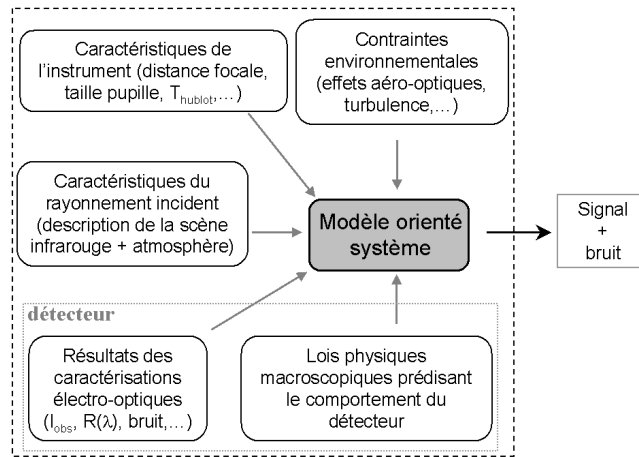 Caractéristiques de
l'instrument (distance focale,
taille pupille, T_hublot,...)
Contraintes
environnementales
(effets aéro-optiques,
turbulence,...)
Caractéristiques du
rayonnement incident
(description de la scène
infrarouge + atmosphère)
Modèle orienté
système
Signal
+
bruit
détecteur
Résultats des
caractérisations
électro-optiques
(I_obs, R(λ), bruit,...)
Lois physiques
macroscopiques prédisant
le comportement du
détecteur